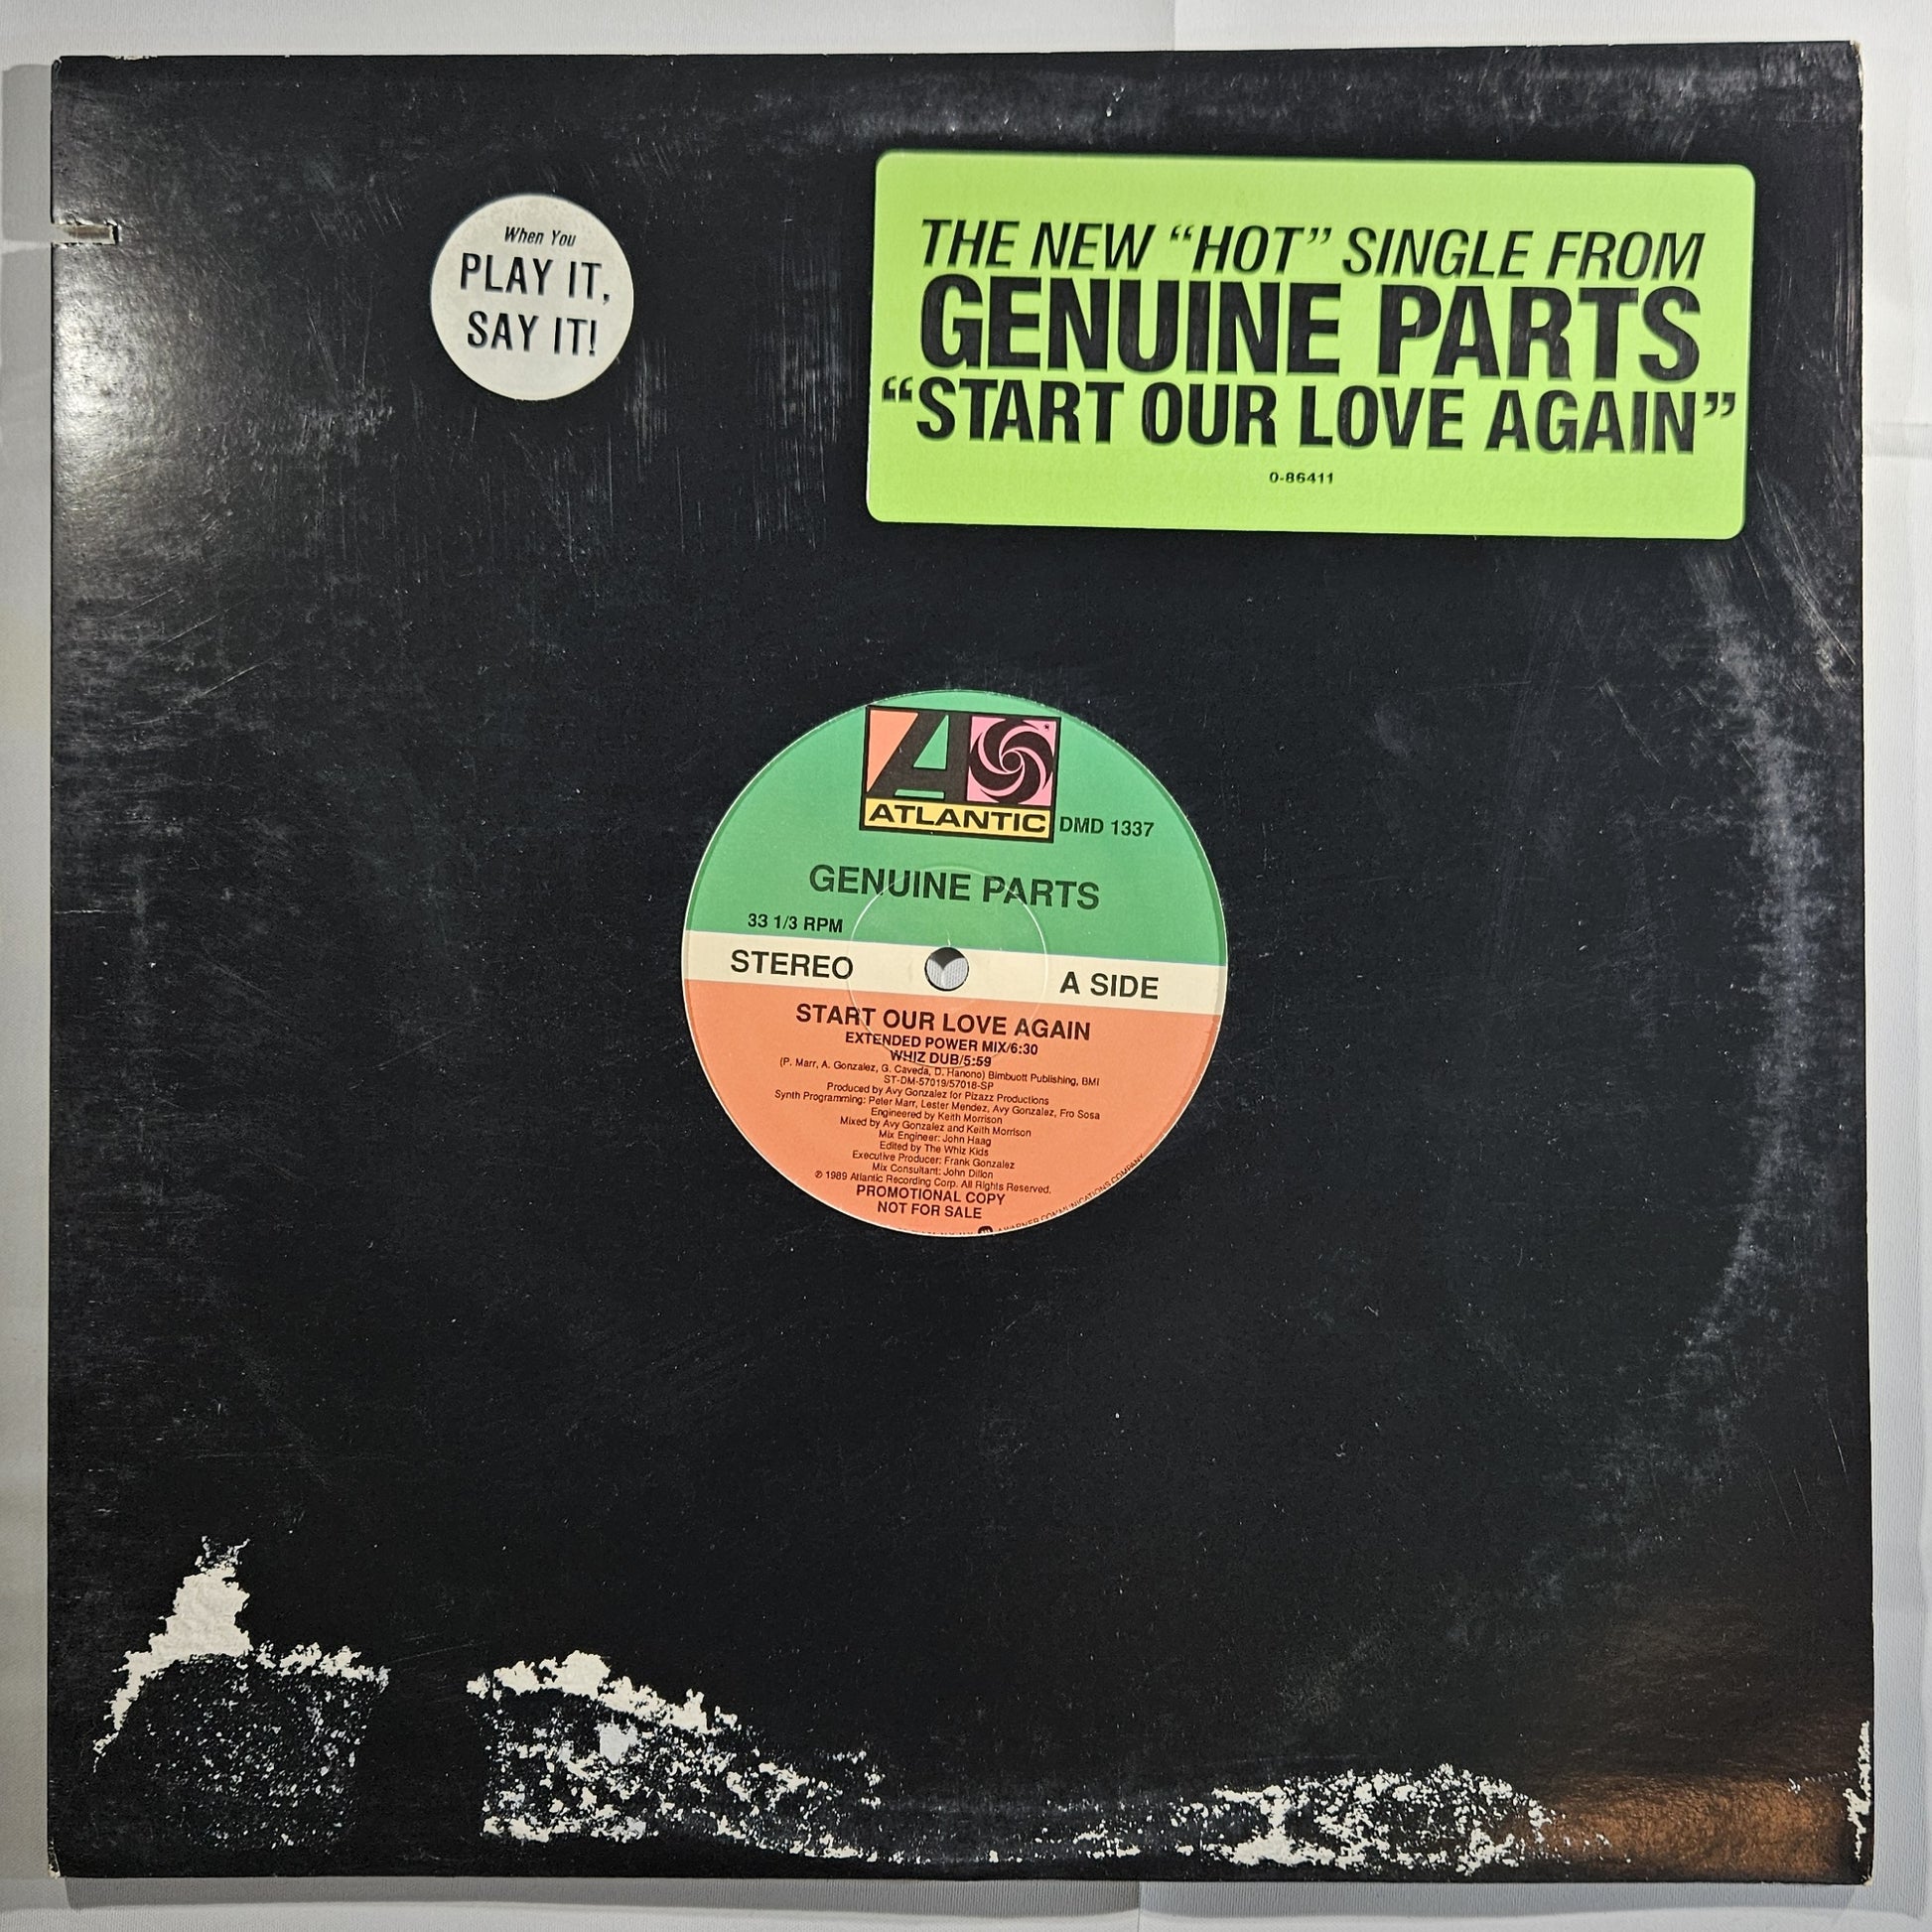 When You
PLAY IT,
SAY IT!
THE NEW “HOT” SINGLE FROM
GENUINE PARTS
“START OUR LOVE AGAIN”
0-86411
A
ATLANTIC
DMD 1337
GENUINE PARTS
33 1/3 RPM
STEREO
A SIDE
START OUR LOVE AGAIN
EXTENDED POWER MIX/6:30
WHIZ DUB/5:59
(P. Marr, A. Gonzalez, G. Caveda, D. Hanono) Bimbuott Publishing, BMI
ST-DM-57019/57018-SP
Produced by Avy Gonzalez for Pizazz Productions
Synth Programming: Peter Marr, Lester Mendez, Avy Gonzalez, Fro Sosa
Engineered by Keith Morrison
Mixed by Avy Gonzalez and Keith Morrison
Mix Engineer: John Haag
Edited by The Whiz Kids
Executive Producer: Frank Gonzalez
Mix Consultant: John Dillon
℗ 1989 Atlantic Recording Corp. All Rights Reserved.
PROMOTIONAL COPY
NOT FOR SALE
A WARNER COMMUNICATIONS COMPANY